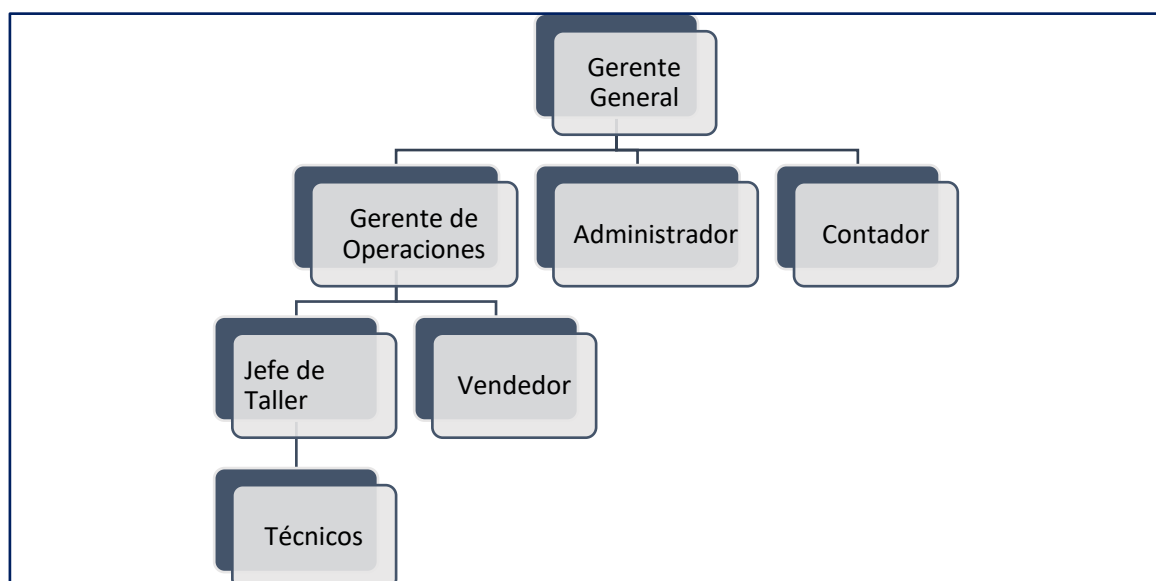 Gerente
General
Gerente de
Operaciones
Administrador
Contador
Jefe de
Taller
Vendedor
Técnicos